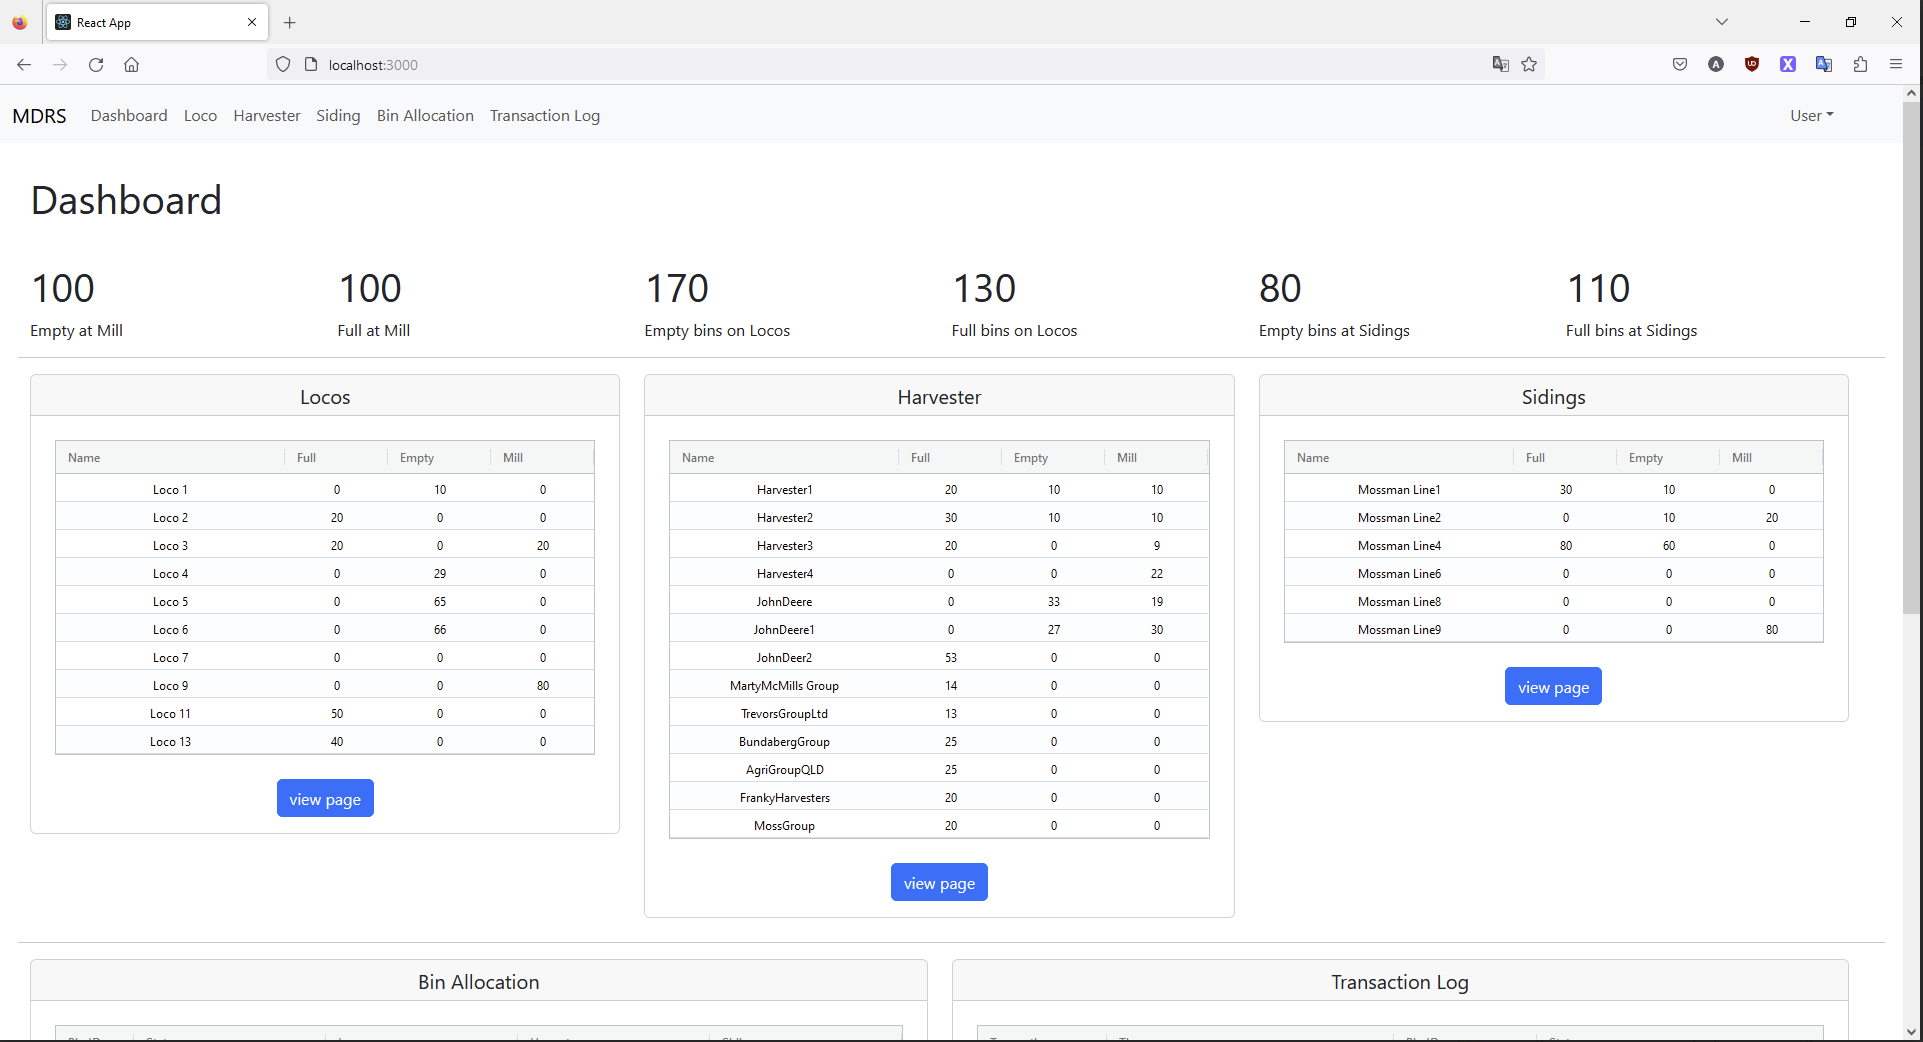 React App
localhost:3000
MDRS Dashboard Loco Harvester Siding Bin Allocation Transaction Log User
Dashboard
100 100 170 130 80 110
Empty at Mill Full at Mill Empty bins on Locos Full bins on Locos Empty bins at Sidings Full bins at Sidings
Locos
Name Full Empty Mill
Loco 1 0 10 0
Loco 2 20 0 0
Loco 3 20 0 20
Loco 4 0 29 0
Loco 5 0 65 0
Loco 6 0 66 0
Loco 7 0 0 0
Loco 9 0 0 80
Loco 11 50 0 0
Loco 13 40 0 0
view page
Harvester
Name Full Empty Mill
Harvester1 20 10 10
Harvester2 30 10 10
Harvester3 20 0 9
Harvester4 0 0 22
JohnDeere 0 33 19
JohnDeere1 0 27 30
JohnDeer2 53 0 0
MartyMcMills Group 14 0 0
TrevorsGroupLtd 13 0 0
BundabergGroup 25 0 0
AgriGroupQLD 25 0 0
FrankyHarvesters 20 0 0
MossGroup 20 0 0
view page
Sidings
Name Full Empty Mill
Mossman Line1 30 10 0
Mossman Line2 0 10 20
Mossman Line4 80 60 0
Mossman Line6 0 0 0
Mossman Line8 0 0 0
Mossman Line9 0 0 80
view page
Bin Allocation
Transaction Log